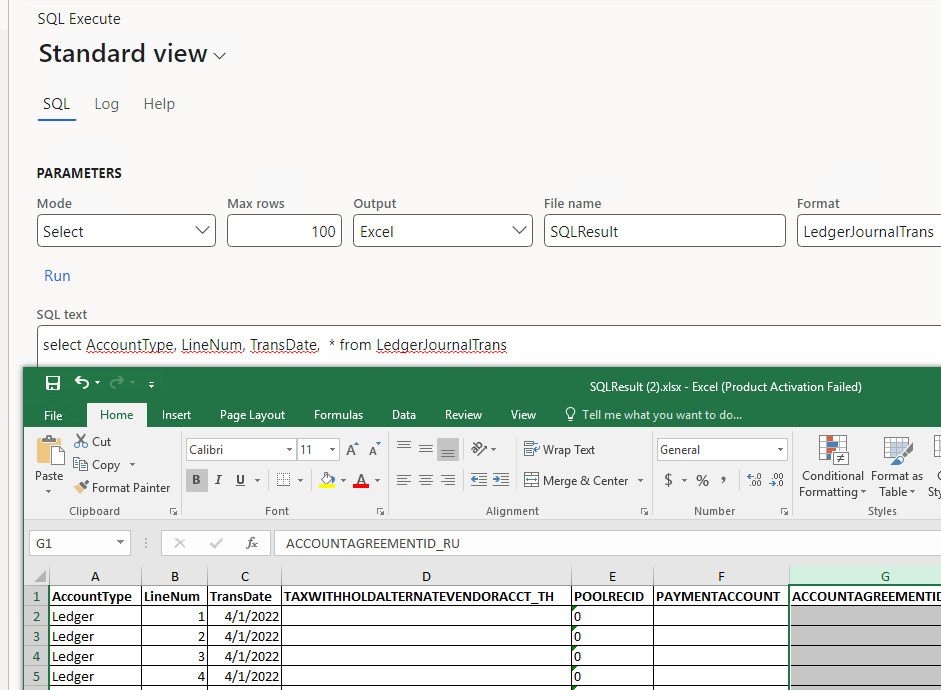 SQL Execute
Standard view
SQL Log Help
PARAMETERS
Mode Max rows Output File name Format
Select 100 Excel SQLResult LedgerJournalTrans
Run
SQL text
select AccountType, LineNum, TransDate, * from LedgerJournalTrans
SQLResult (2).xlsx - Excel (Product Activation Failed)
File Home Insert Page Layout Formulas Data Review View Tell me what you want to do...
Paste Cut Copy Format Painter
Calibri 11 A A
B I U A
Wrap Text
Merge & Center
General
$ % , .00 .00
Conditional Formatting Format as Table
Clipboard Font Alignment Number Styles
G1 fx ACCOUNTAGREEMENTID_RU
A B C D E F G
1 AccountType LineNum TransDate TAXWITHHOLDALTERNATEVENDORACCT_TH POOLRECID PAYMENTACCOUNT ACCOUNTAGREEMENTID
2 Ledger 1 4/1/2022 0
3 Ledger 2 4/1/2022 0
4 Ledger 3 4/1/2022 0
5 Ledger 4 4/1/2022 0